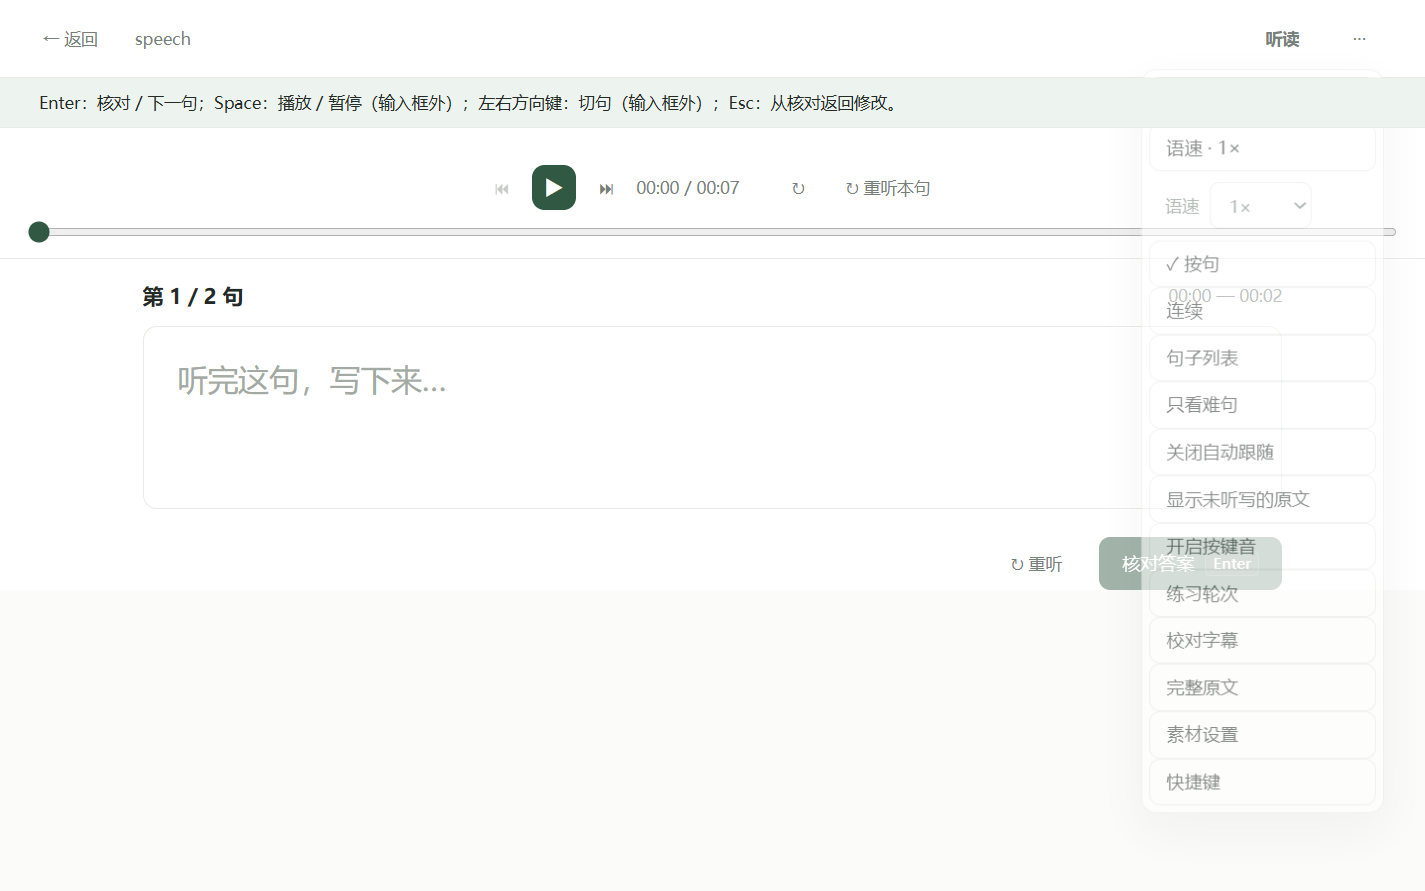 ← 返回 speech 听读 ...
Enter：核对 / 下一句；Space：播放 / 暂停（输入框外）；左右方向键：切句（输入框外）；Esc：从核对返回修改。
语速 · 1×
00:00 / 00:07 ↻ ↻ 重听本句
语速 1×
✓ 按句
第 1 / 2 句
00:00 — 00:02
连续
句子列表
听完这句，写下来...
只看难句
关闭自动跟随
显示未听写的原文
开启按键音
↻ 重听 核对答案 Enter
练习轮次
校对字幕
完整原文
素材设置
快捷键